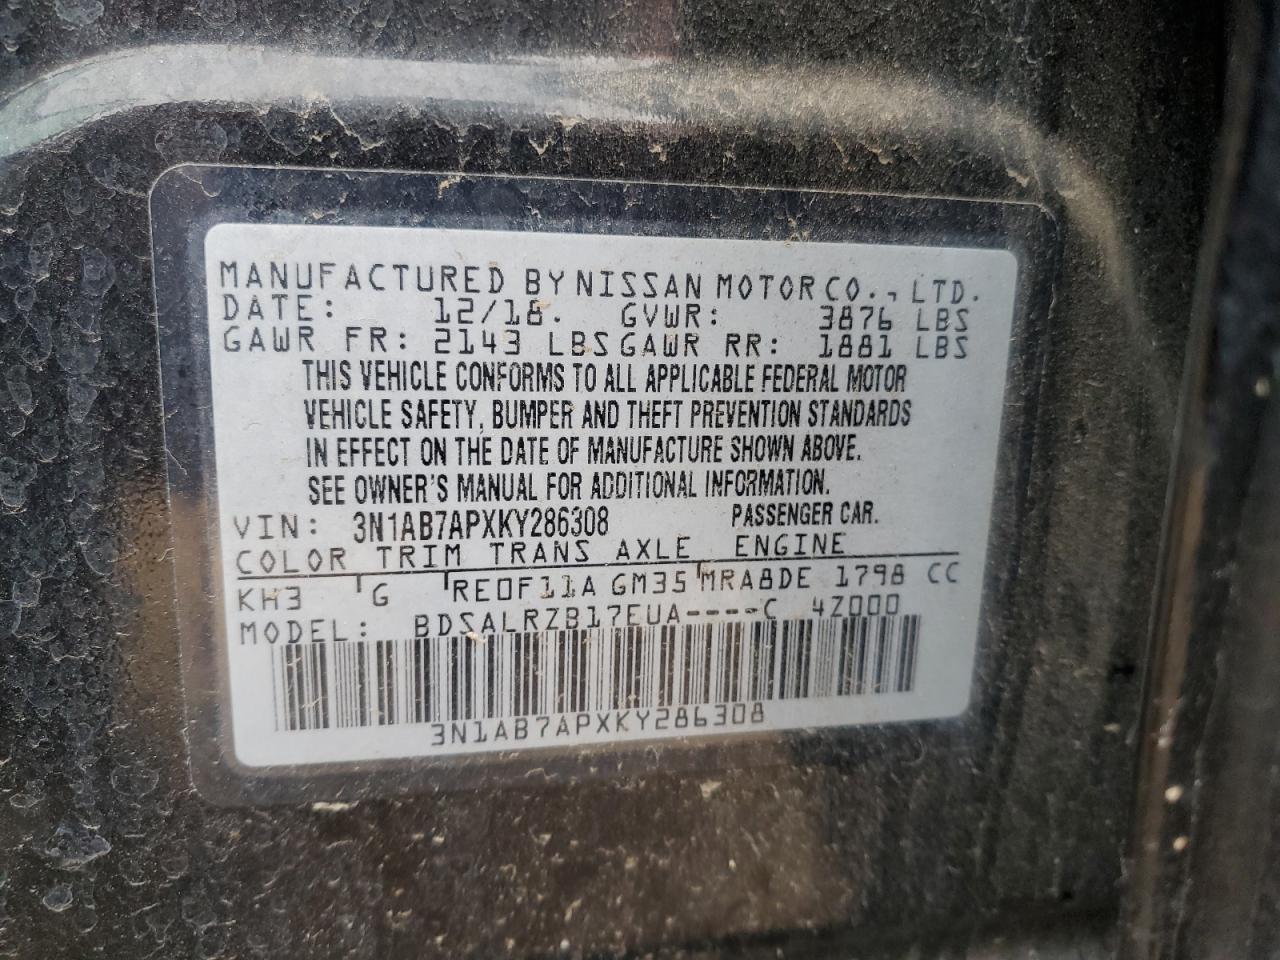 MANUFACTURED BY NISSAN MOTOR CO., LTD.
DATE: 12/18. GVWR: 3876 LBS
GAWR FR: 2143 LBS GAWR RR: 1881 LBS
THIS VEHICLE CONFORMS TO ALL APPLICABLE FEDERAL MOTOR
VEHICLE SAFETY, BUMPER AND THEFT PREVENTION STANDARDS
IN EFFECT ON THE DATE OF MANUFACTURE SHOWN ABOVE.
SEE OWNER'S MANUAL FOR ADDITIONAL INFORMATION.
VIN: 3N1AB7APXKY286308 PASSENGER CAR.
COLOR TRIM TRANS AXLE ENGINE
KH3 G RE0F11A GM35 MRA8DE 1798 CC
MODEL: BDSALRZB17EUA----C 4Z000
3N1AB7APXKY286308